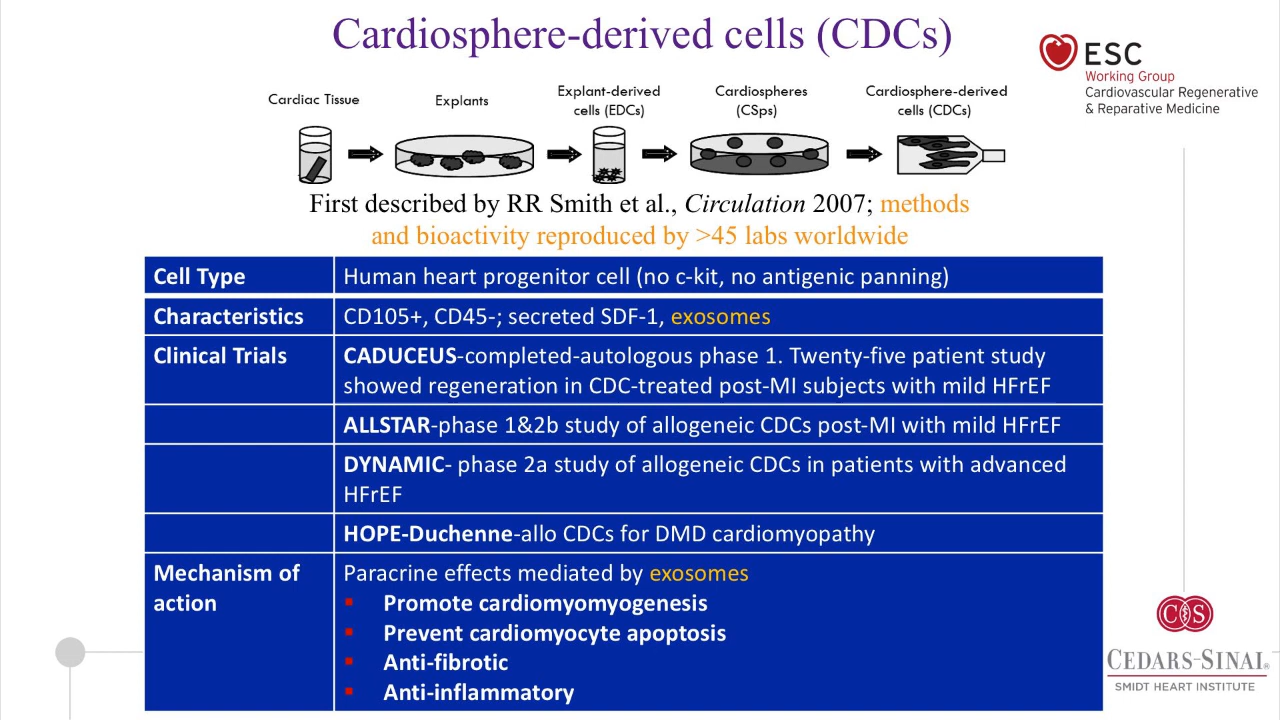 Cardiosphere-derived cells (CDCs)
ESC
Working Group
Cardiovascular Regenerative
& Reparative Medicine
Cardiac Tissue
Explants
Explant-derived
cells (EDCs)
Cardiospheres
(CSps)
Cardiosphere-derived
cells (CDCs)
First described by RR Smith et al., Circulation 2007; methods
and bioactivity reproduced by >45 labs worldwide
Cell Type
Human heart progenitor cell (no c-kit, no antigenic panning)
Characteristics
CD105+, CD45-; secreted SDF-1, exosomes
Clinical Trials
CADUCEUS-completed-autologous phase 1. Twenty-five patient study
showed regeneration in CDC-treated post-MI subjects with mild HFrEF
ALLSTAR-phase 1&2b study of allogeneic CDCs post-MI with mild HFrEF
DYNAMIC- phase 2a study of allogeneic CDCs in patients with advanced
HFrEF
HOPE-Duchenne-allo CDCs for DMD cardiomyopathy
Mechanism of
action
Paracrine effects mediated by exosomes
▪ Promote cardiomyomyogenesis
▪ Prevent cardiomyocyte apoptosis
▪ Anti-fibrotic
▪ Anti-inflammatory
CS
CEDARS-SINAI®
SMIDT HEART INSTITUTE